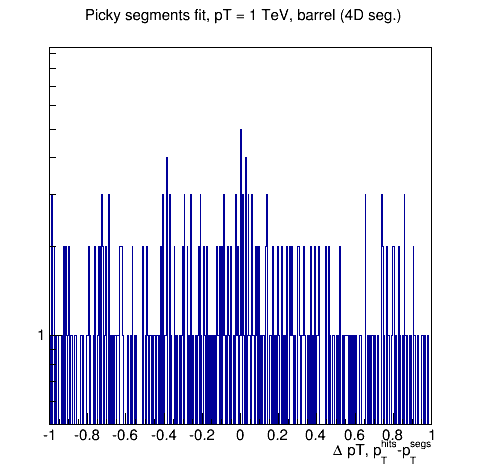 Picky segments fit, pT = 1 TeV, barrel (4D seg.)
1
-1 -0.8 -0.6 -0.4 -0.2 0 0.2 0.4 0.6 0.8 1
Δ pT, p_T^hits-p_T^segs